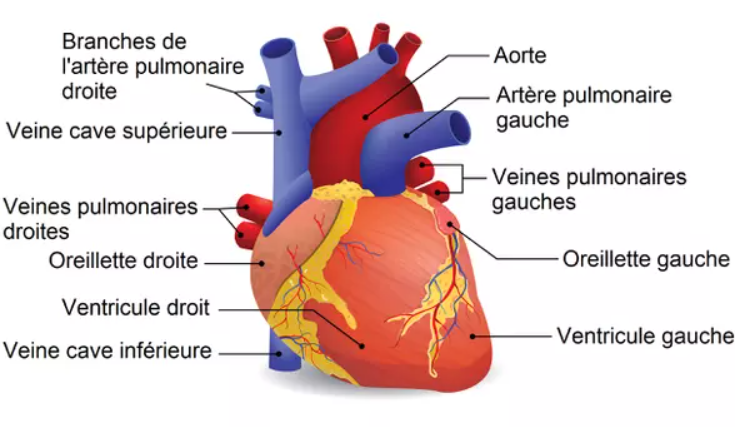 Branches de
l'artère pulmonaire
droite
Veine cave supérieure
Veines pulmonaires
droites
Oreillette droite
Ventricule droit
Veine cave inférieure
Aorte
Artère pulmonaire
gauche
Veines pulmonaires
gauches
Oreillette gauche
Ventricule gauche